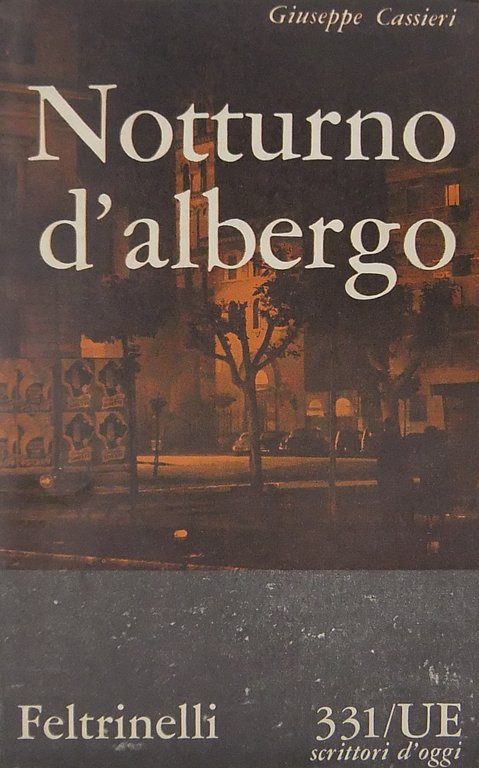 Giuseppe Cassieri
Notturno
d'albergo
Feltrinelli
331/UE
scrittori d'oggi